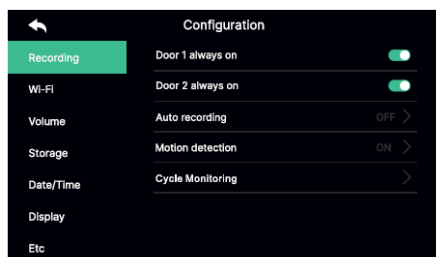 Configuration
Recording
Door 1 always on
Wi-Fi
Door 2 always on
Volume
Auto recording OFF
Storage
Motion detection ON
Date/Time
Cycle Monitoring
Display
Etc